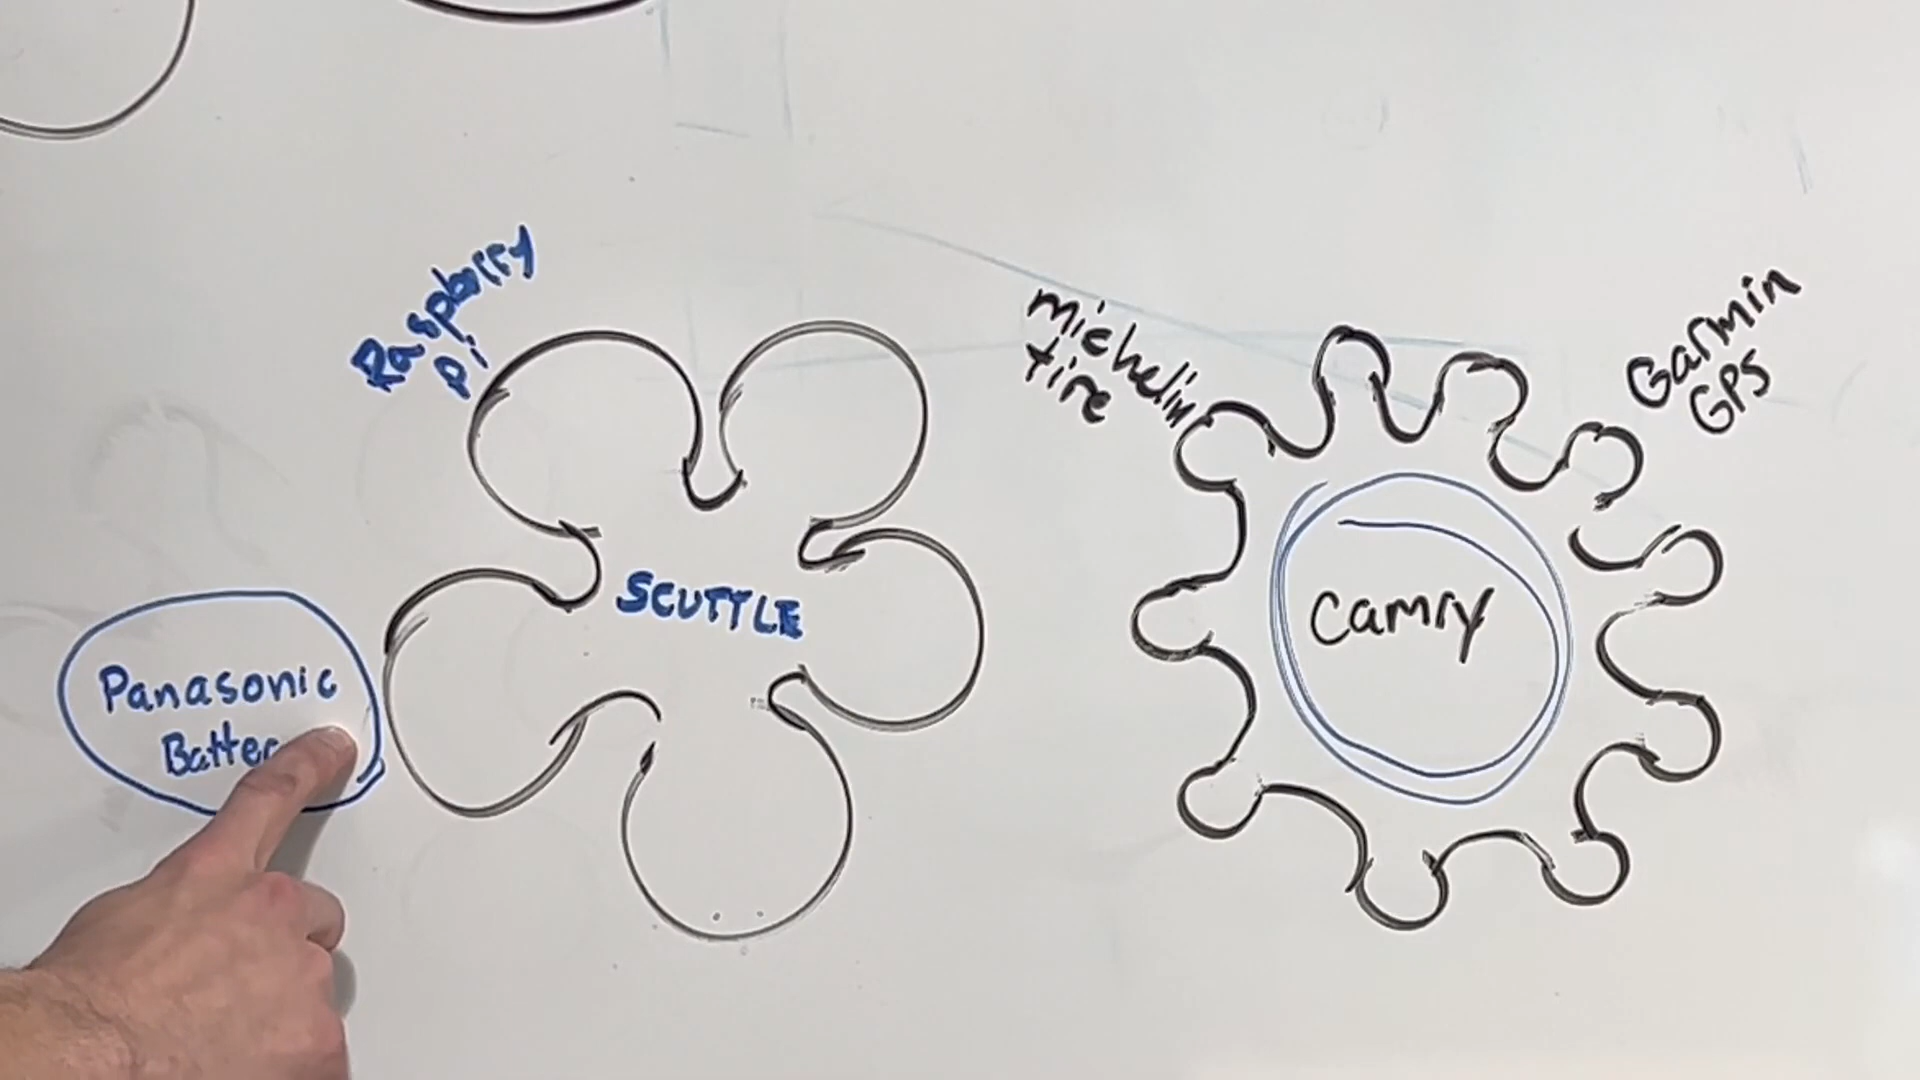 Raspberry
Pi
SCUTTLE
Panasonic
Batter
michelin
tire
Garmin
GPS
Camry